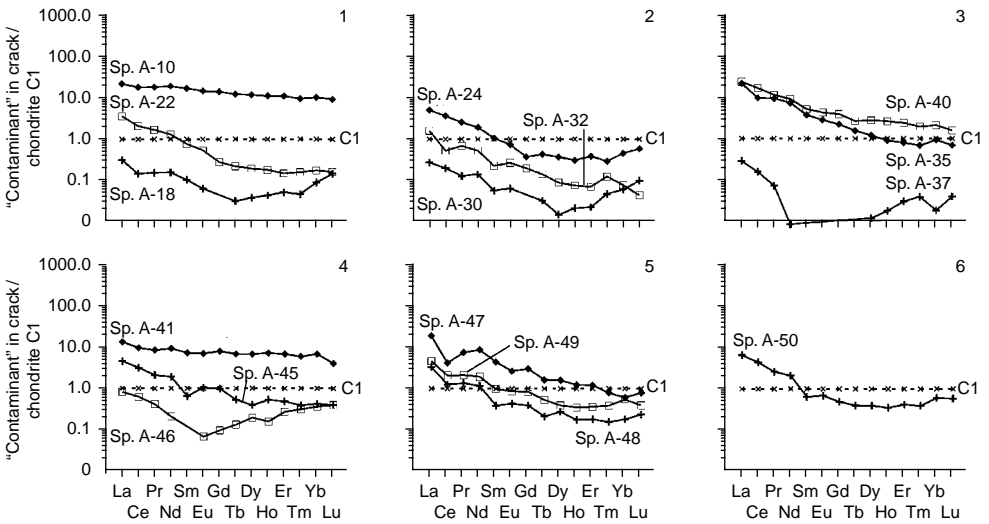 1
2
3
1000.0
100.0
10.0
1.0
0.1
0
"Contaminant" in crack/
chondrite C1
Sp. A-10
Sp. A-22
Sp. A-18
C1
Sp. A-24
Sp. A-32
Sp. A-30
C1
Sp. A-40
C1
Sp. A-35
Sp. A-37
4
5
6
1000.0
100.0
10.0
1.0
0.1
0
"Contaminant" in crack/
chondrite C1
Sp. A-41
Sp. A-45
Sp. A-46
C1
Sp. A-47
Sp. A-49
Sp. A-48
C1
Sp. A-50
C1
La Pr Sm Gd Dy Er Yb
Ce Nd Eu Tb Ho Tm Lu
La Pr Sm Gd Dy Er Yb
Ce Nd Eu Tb Ho Tm Lu
La Pr Sm Gd Dy Er Yb
Ce Nd Eu Tb Ho Tm Lu